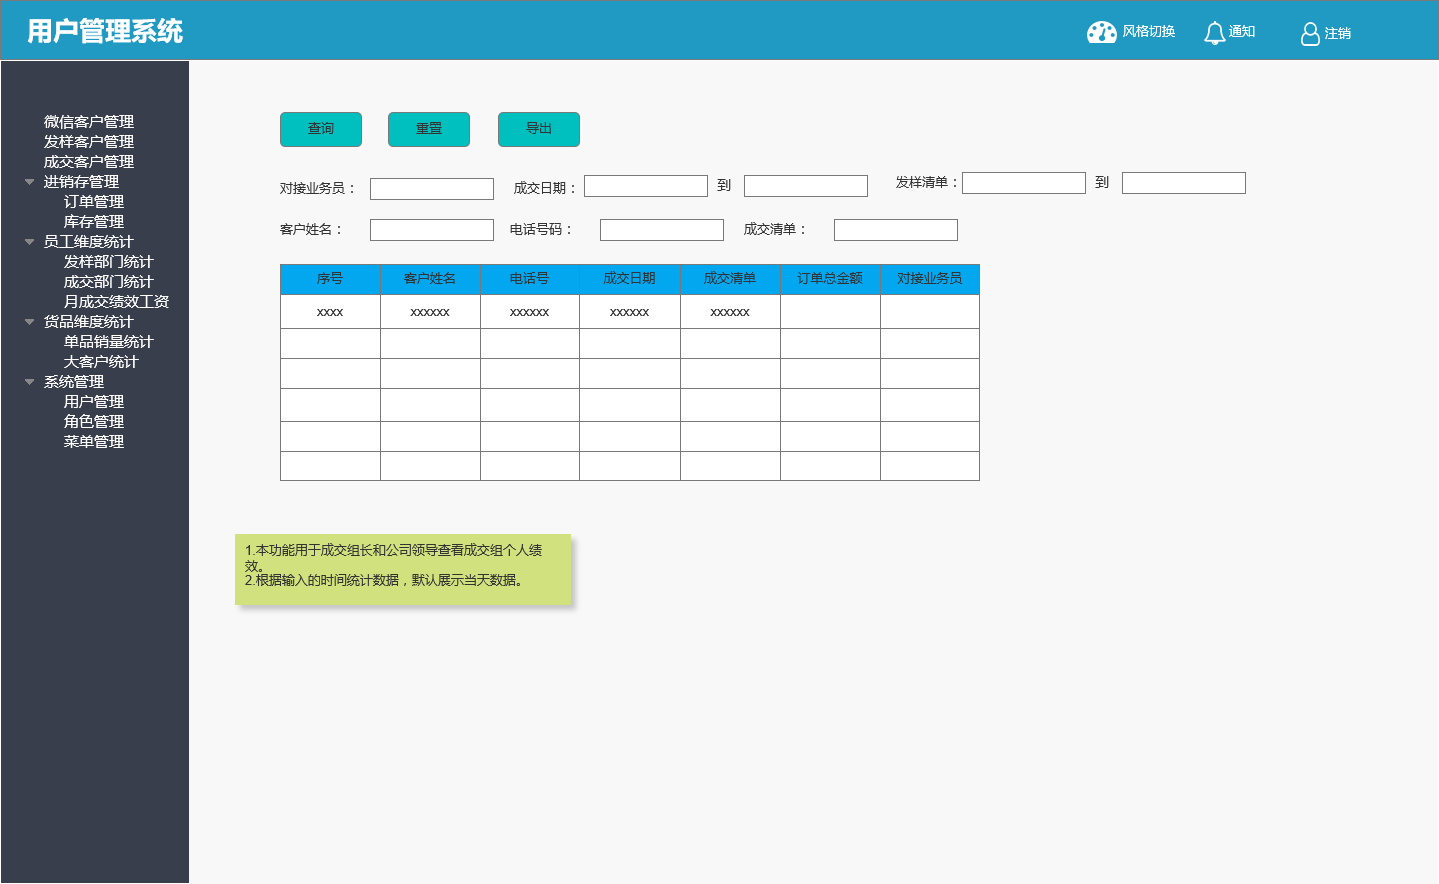 用户管理系统
风格切换
通知
注销
微信客户管理
发样客户管理
成交客户管理
进销存管理
订单管理
库存管理
员工维度统计
发样部门统计
成交部门统计
月成交绩效工资
货品维度统计
单品销量统计
大客户统计
系统管理
用户管理
角色管理
菜单管理
查询 重置 导出
对接业务员： 成交日期： 到 发样清单： 到
客户姓名： 电话号码： 成交清单：
序号 客户姓名 电话号 成交日期 成交清单 订单总金额 对接业务员
xxxx xxxxxx xxxxxx xxxxxx xxxxxx
1.本功能用于成交组长和公司领导查看成交组个人绩
效。
2.根据输入的时间统计数据，默认展示当天数据。